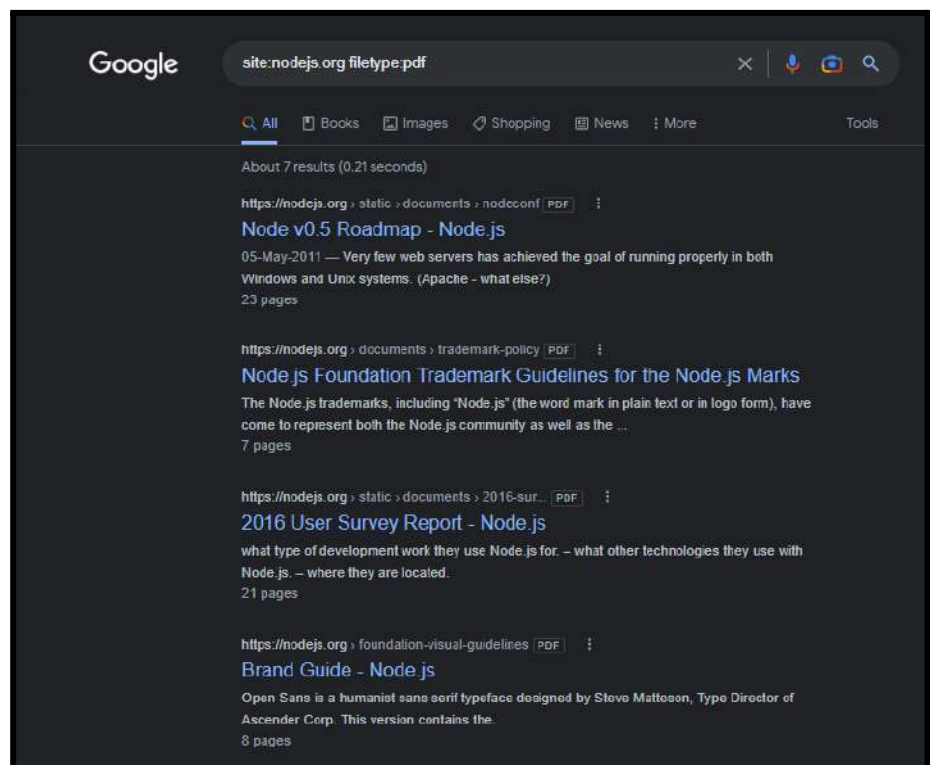 Google
site:nodejs.org filetype:pdf
All Books Images Shopping News More Tools
About 7 results (0.21 seconds)
https://nodejs.org › static › documents › nodeconf PDF
Node v0.5 Roadmap - Node.js
05-May-2011 — Very few web servers has achieved the goal of running properly in both
Windows and Unix systems. (Apache - what else?)
23 pages
https://nodejs.org › documents › trademark-policy PDF
Node.js Foundation Trademark Guidelines for the Node.js Marks
The Node.js trademarks, including “Node.js” (the word mark in plain text or in logo form), have
come to represent both the Node.js community as well as the ...
7 pages
https://nodejs.org › static › documents › 2016-sur... PDF
2016 User Survey Report - Node.js
what type of development work they use Node.js for. – what other technologies they use with
Node.js. – where they are located.
21 pages
https://nodejs.org › foundation-visual-guidelines PDF
Brand Guide - Node.js
Open Sans is a humanist sans serif typeface designed by Steve Matteson, Type Director of
Ascender Corp. This version contains the.
8 pages